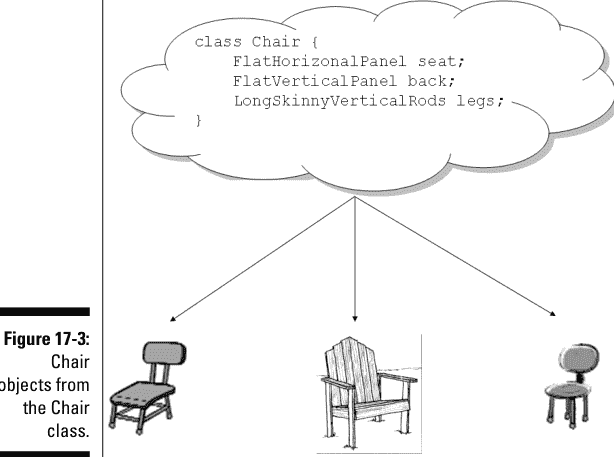 class Chair {
FlatHorizonalPanel seat;
FlatVerticalPanel back;
LongSkinnyVerticalRods legs;
}
Figure 17-3:
Chair
objects from
the Chair
class.